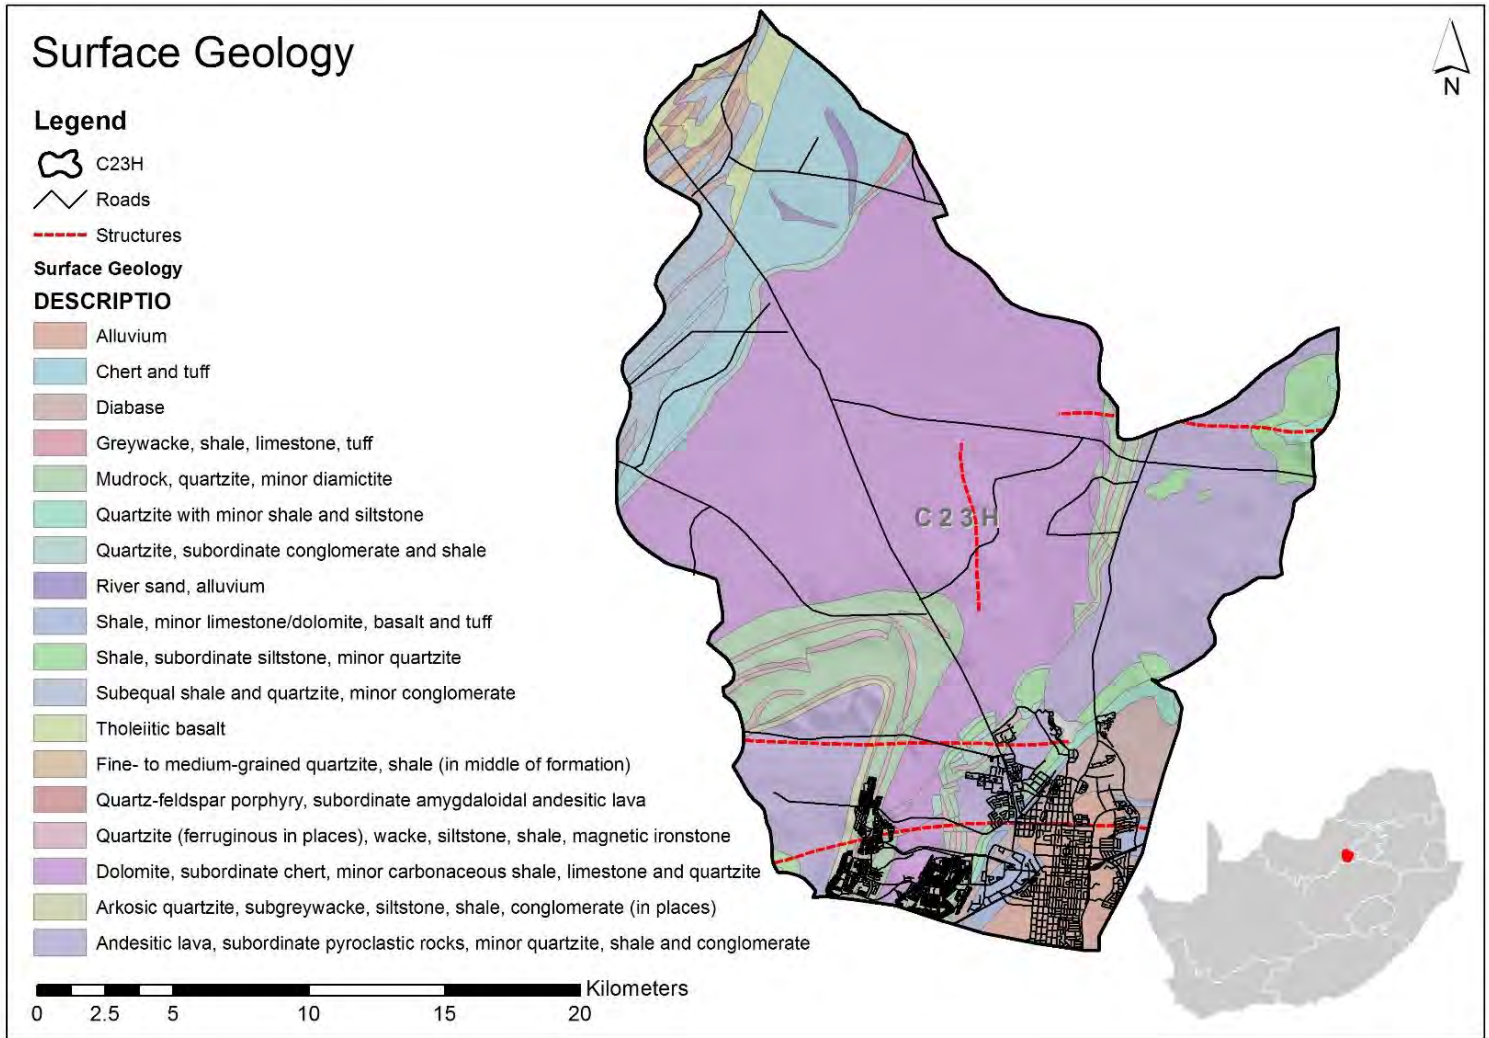 Surface Geology
N
Legend
C23H
Roads
Structures
Surface Geology
DESCRIPTIO
Alluvium
Chert and tuff
Diabase
Greywacke, shale, limestone, tuff
Mudrock, quartzite, minor diamictite
Quartzite with minor shale and siltstone
Quartzite, subordinate conglomerate and shale
River sand, alluvium
Shale, minor limestone/dolomite, basalt and tuff
Shale, subordinate siltstone, minor quartzite
Subequal shale and quartzite, minor conglomerate
Tholeiitic basalt
Fine- to medium-grained quartzite, shale (in middle of formation)
Quartz-feldspar porphyry, subordinate amygdaloidal andesitic lava
Quartzite (ferruginous in places), wacke, siltstone, shale, magnetic ironstone
Dolomite, subordinate chert, minor carbonaceous shale, limestone and quartzite
Arkosic quartzite, subgreywacke, siltstone, shale, conglomerate (in places)
Andesitic lava, subordinate pyroclastic rocks, minor quartzite, shale and conglomerate
C23H
Kilometers
0 2.5 5 10 15 20